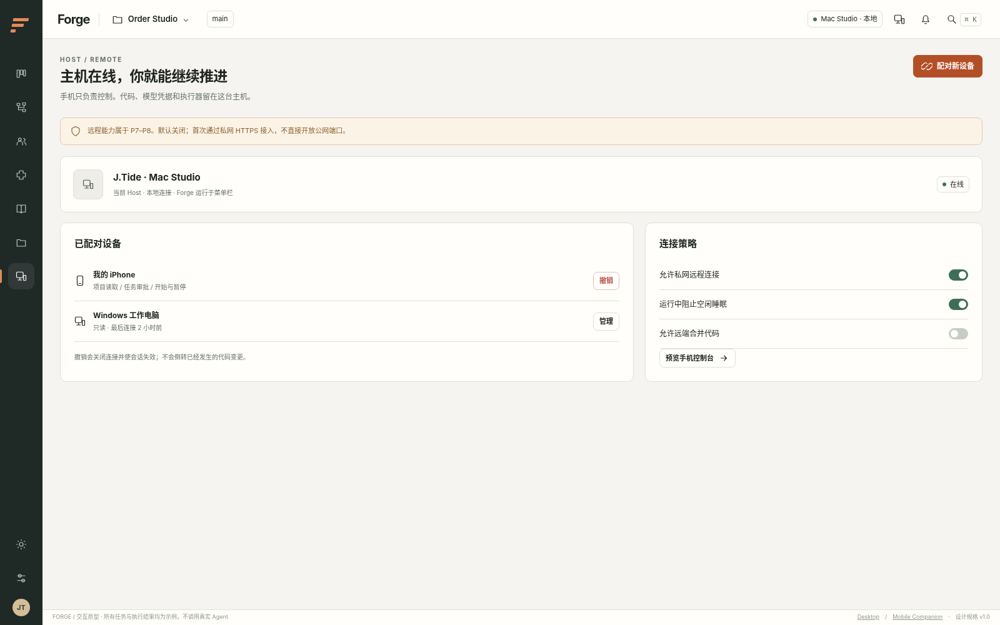 Forge
Order Studio
main
Mac Studio · 本地
⌘ K
HOST / REMOTE
主机在线，你就能继续推进
手机只负责控制。代码、模型凭据和执行器留在这台主机。
配对新设备
远程能力属于 P7–P8。默认关闭；首次通过私网 HTTPS 接入，不直接开放公网端口。
J.Tide · Mac Studio
当前 Host · 本地连接 · Forge 运行于菜单栏
在线
已配对设备
我的 iPhone
项目读取 / 任务审批 / 开始与暂停
撤销
Windows 工作电脑
只读 · 最后连接 2 小时前
管理
撤销会关闭连接并使会话失效；不会倒转已经发生的代码变更。
连接策略
允许私网远程连接
运行中阻止空闲睡眠
允许远端合并代码
预览手机控制台
JT
FORGE / 交互原型 · 所有任务与执行结果均为示例，不调用真实 Agent
Desktop / Mobile Companion · 设计规格 v1.0